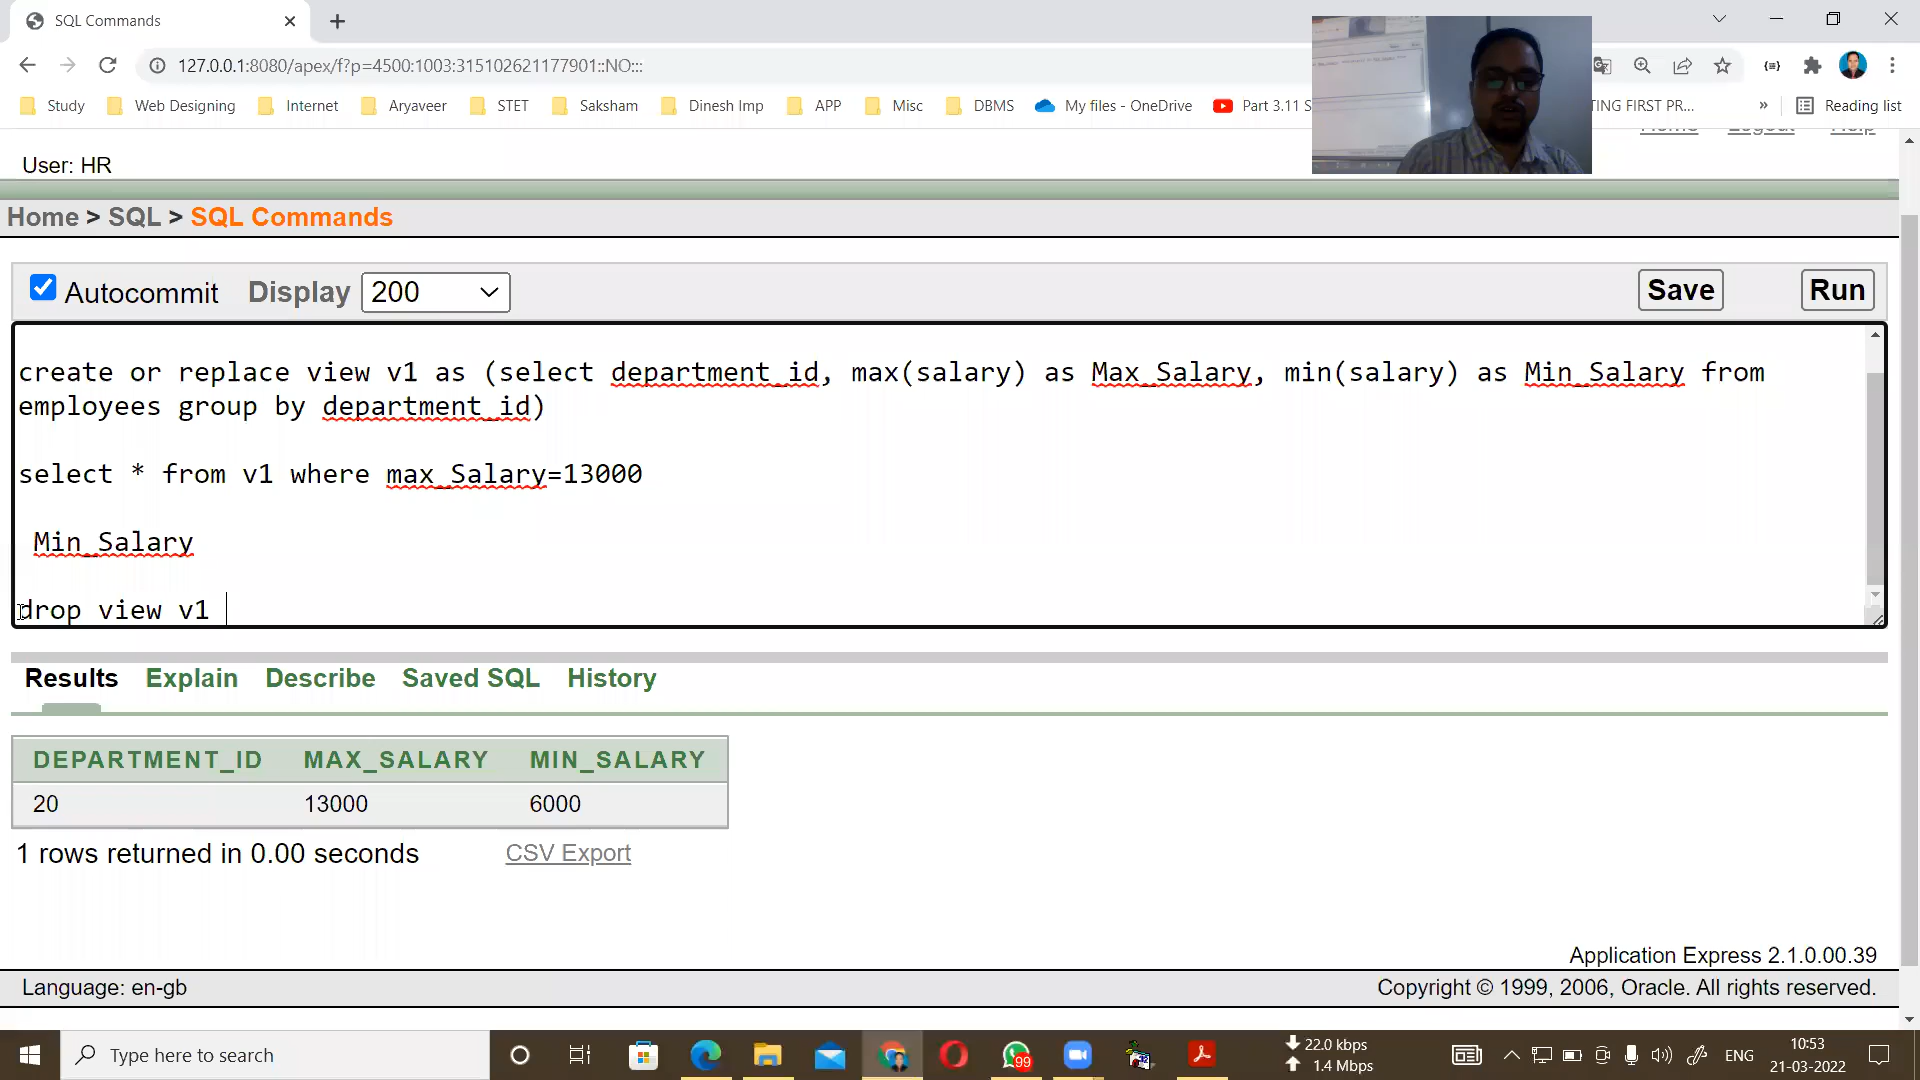 SQL Commands
127.0.0.1:8080/apex/f?p=4500:1003:315102621177901::NO:::
Study
Web Designing
Internet
Aryaveer
STET
Saksham
Dinesh Imp
APP
Misc
DBMS
My files - OneDrive
Part 3.11 S
TING FIRST PR...
»
Reading list
Home Logout Help
User: HR
Home > SQL > SQL Commands
Autocommit Display 200 Save Run
create or replace view v1 as (select department_id, max(salary) as Max_Salary, min(salary) as Min_Salary from
employees group by department_id)
select * from v1 where max_Salary=13000
Min_Salary
drop view v1
Results Explain Describe Saved SQL History
DEPARTMENT_ID MAX_SALARY MIN_SALARY
20 13000 6000
1 rows returned in 0.00 seconds CSV Export
Application Express 2.1.0.00.39
Language: en-gb Copyright © 1999, 2006, Oracle. All rights reserved.
Type here to search
99
22.0 kbps
1.4 Mbps
ENG
10:53
21-03-2022